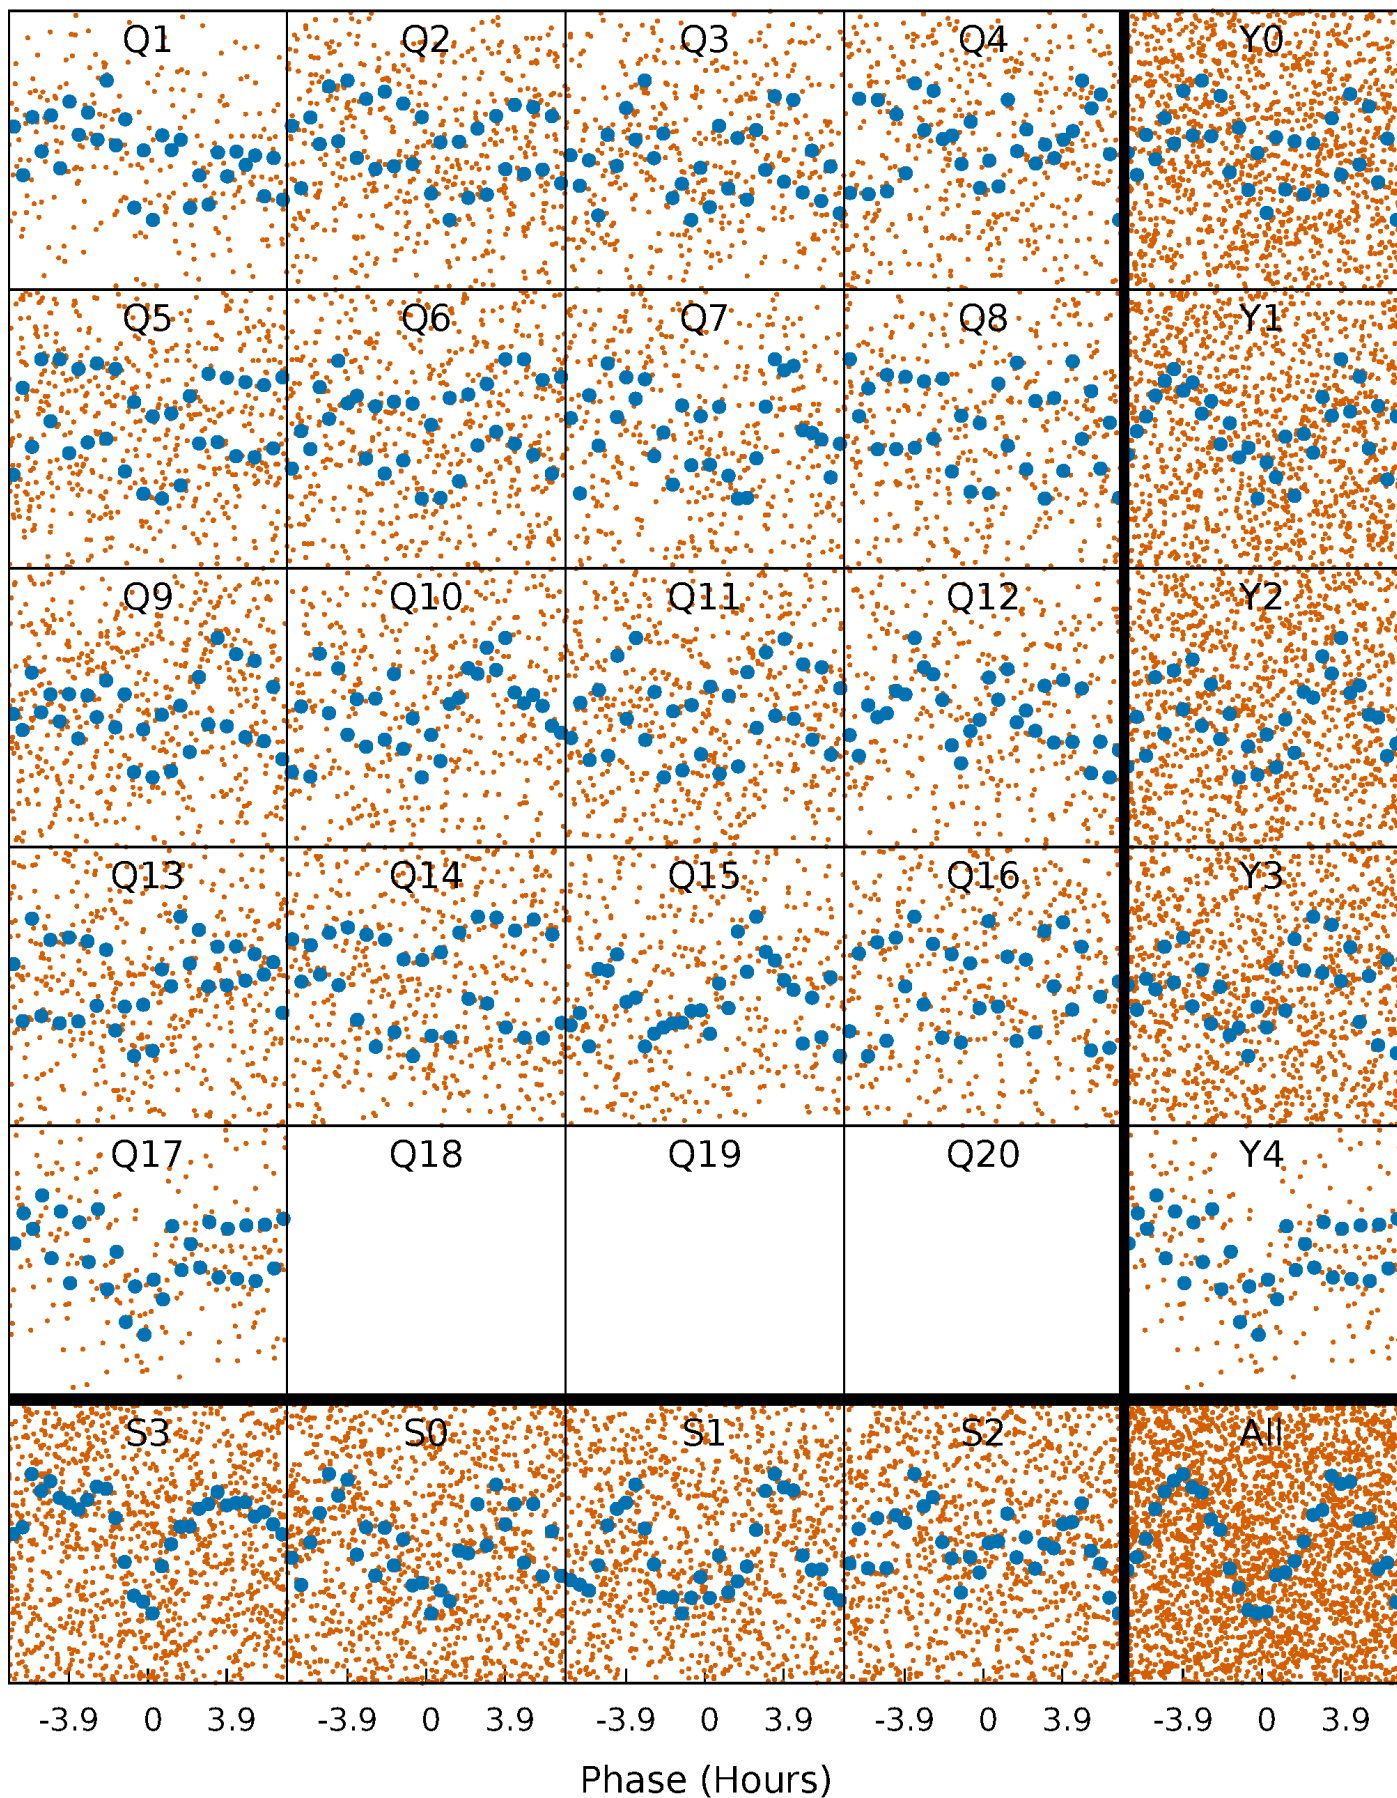 Q1 Q2 Q3 Q4 Y0
Q5 Q6 Q7 Q8 Y1
Q9 Q10 Q11 Q12 Y2
Q13 Q14 Q15 Q16 Y3
Q17 Q18 Q19 Q20 Y4
S3 S0 S1 S2 All
-3.9 0 3.9 -3.9 0 3.9 -3.9 0 3.9 -3.9 0 3.9 -3.9 0 3.9
Phase (Hours)